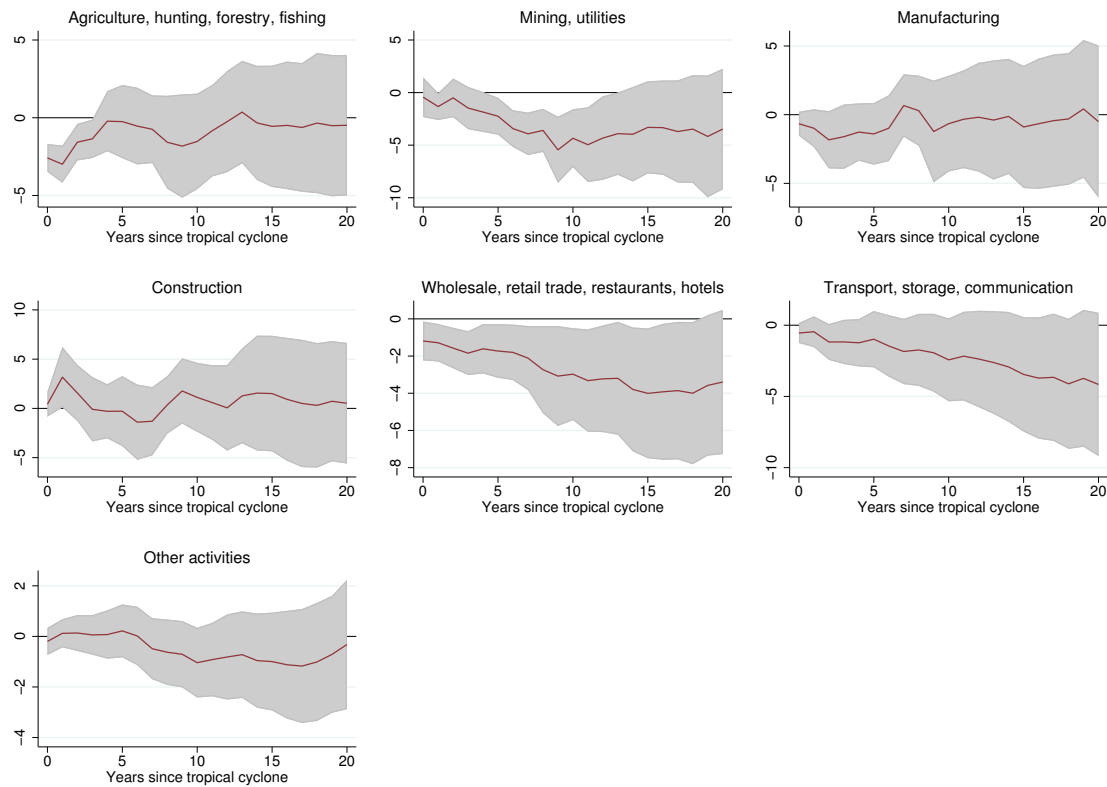 Agriculture, hunting, forestry, fishing
5
0
−5
0 5 10 15 20
Years since tropical cyclone
Mining, utilities
5
0
−5
−10
0 5 10 15 20
Years since tropical cyclone
Manufacturing
5
0
−5
0 5 10 15 20
Years since tropical cyclone
Construction
10
5
0
−5
0 5 10 15 20
Years since tropical cyclone
Wholesale, retail trade, restaurants, hotels
0
−2
−4
−6
−8
0 5 10 15 20
Years since tropical cyclone
Transport, storage, communication
0
−5
−10
0 5 10 15 20
Years since tropical cyclone
Other activities
2
0
−2
−4
0 5 10 15 20
Years since tropical cyclone